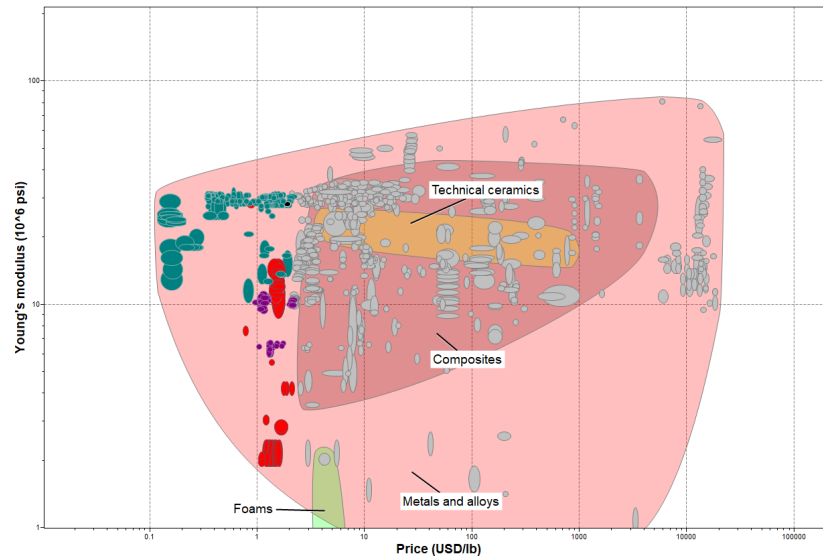 Young's modulus (10^6 psi)
100
10
1
Technical ceramics
Composites
Metals and alloys
Foams
0.1
1
10
100
1000
10000
100000
Price (USD/lb)